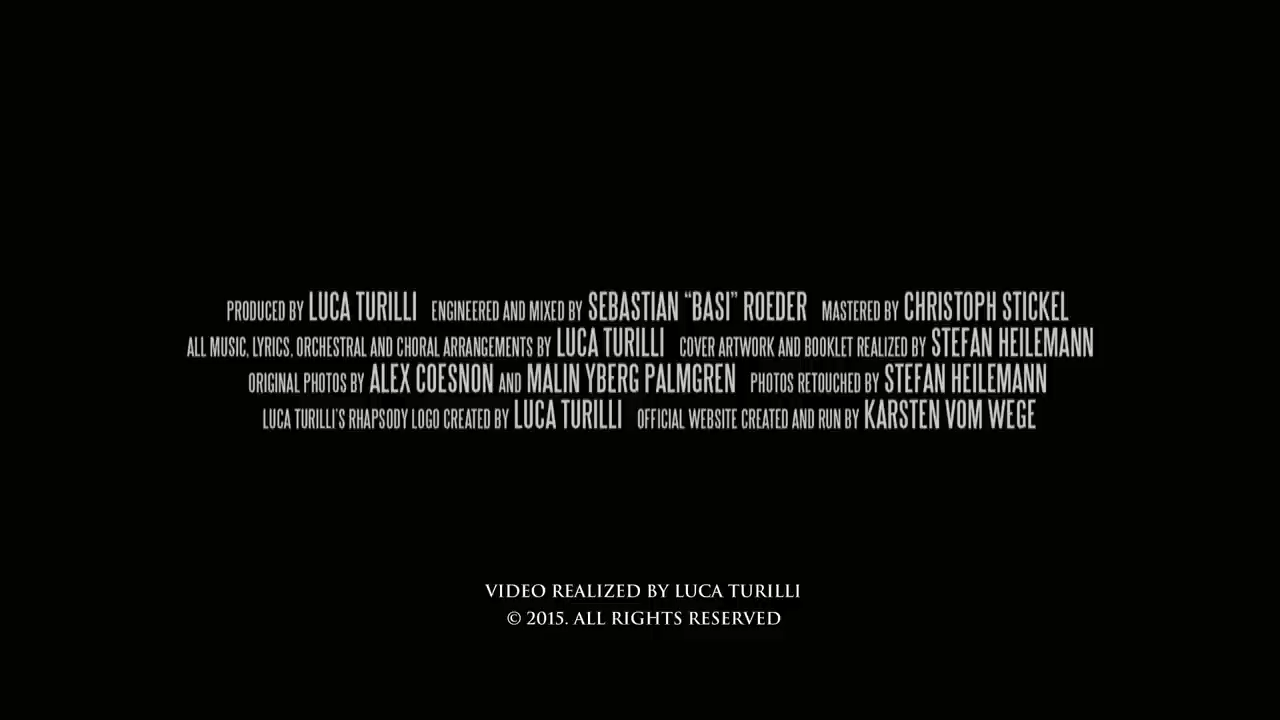 PRODUCED BY LUCA TURILLI ENGINEERED AND MIXED BY SEBASTIAN “BASI” ROEDER MASTERED BY CHRISTOPH STICKEL
ALL MUSIC, LYRICS, ORCHESTRAL AND CHORAL ARRANGEMENTS BY LUCA TURILLI COVER ARTWORK AND BOOKLET REALIZED BY STEFAN HEILEMANN
ORIGINAL PHOTOS BY ALEX COESNON AND MALIN YBERG PALMGREN PHOTOS RETOUCHED BY STEFAN HEILEMANN
LUCA TURILLI'S RHAPSODY LOGO CREATED BY LUCA TURILLI OFFICIAL WEBSITE CREATED AND RUN BY KARSTEN VOM WEGE
VIDEO REALIZED BY LUCA TURILLI
© 2015. ALL RIGHTS RESERVED